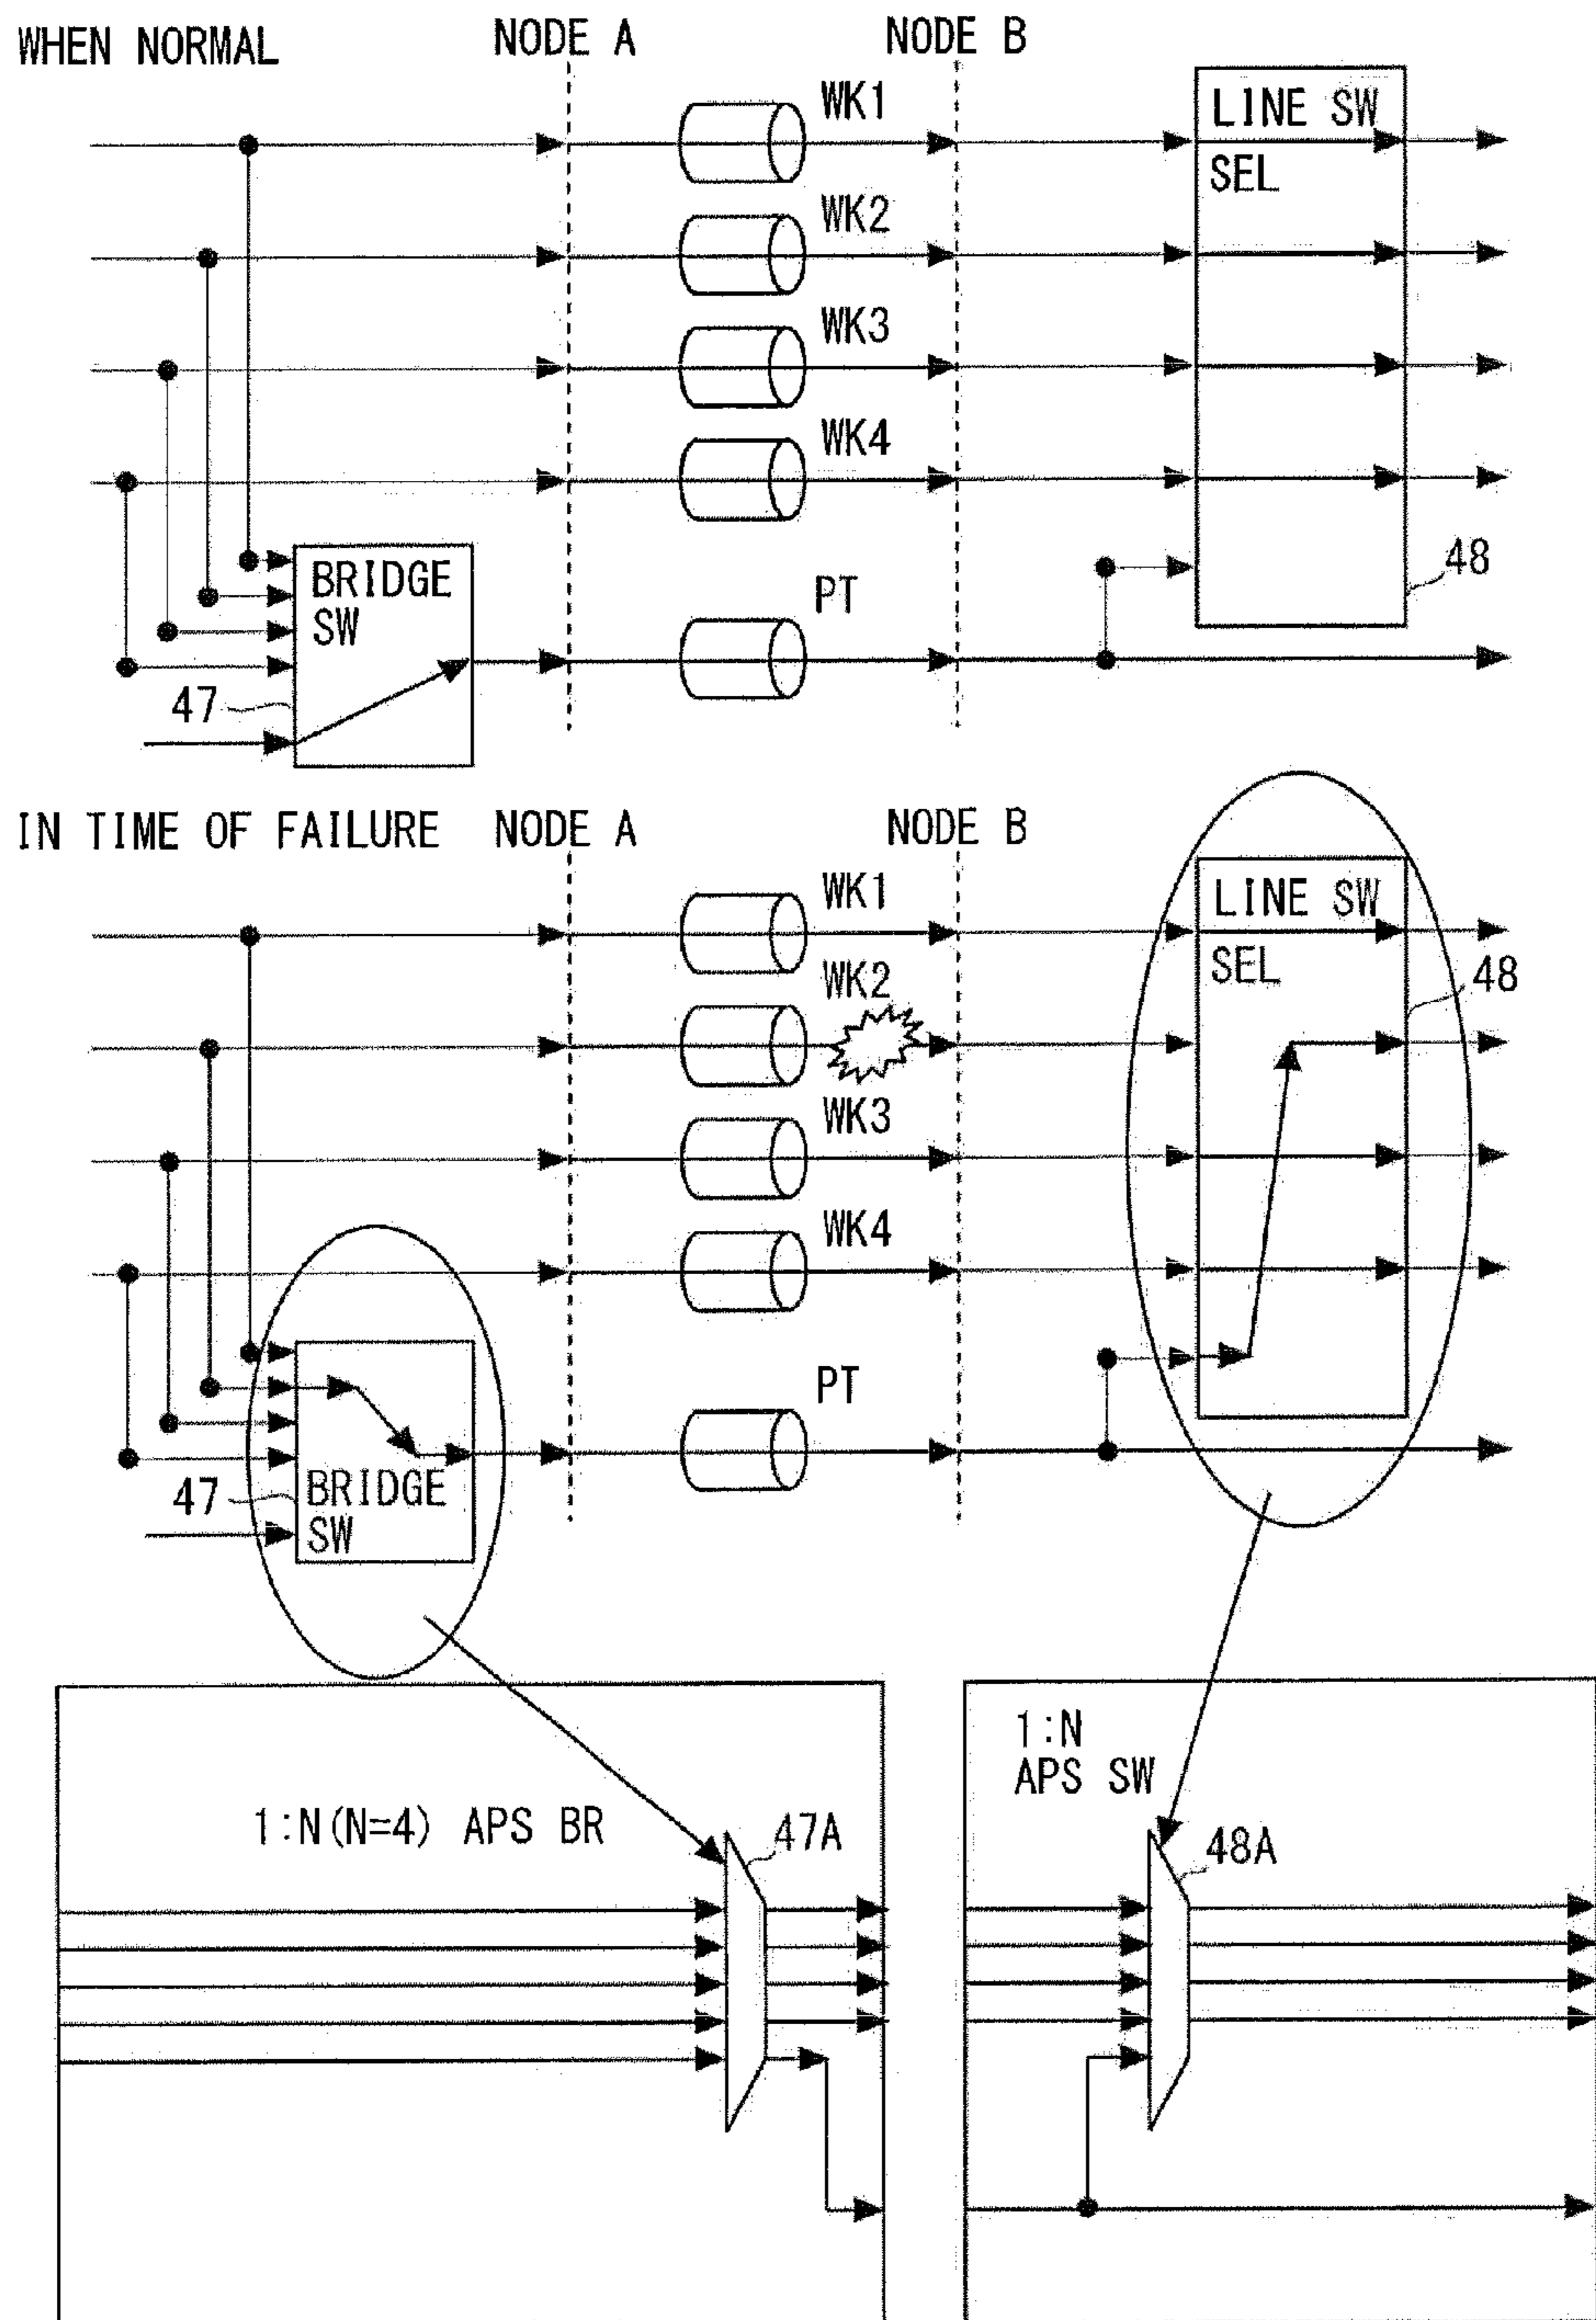 WHEN NORMAL
NODE A
NODE B
WK1
LINE SW
SEL
WK2
WK3
WK4
BRIDGE
SW
PT
48
47
IN TIME OF FAILURE
NODE A
NODE B
WK1
LINE SW
SEL
WK2
48
WK3
WK4
PT
47
BRIDGE
SW
1:N
APS SW
1:N(N=4) APS BR
47A
48A